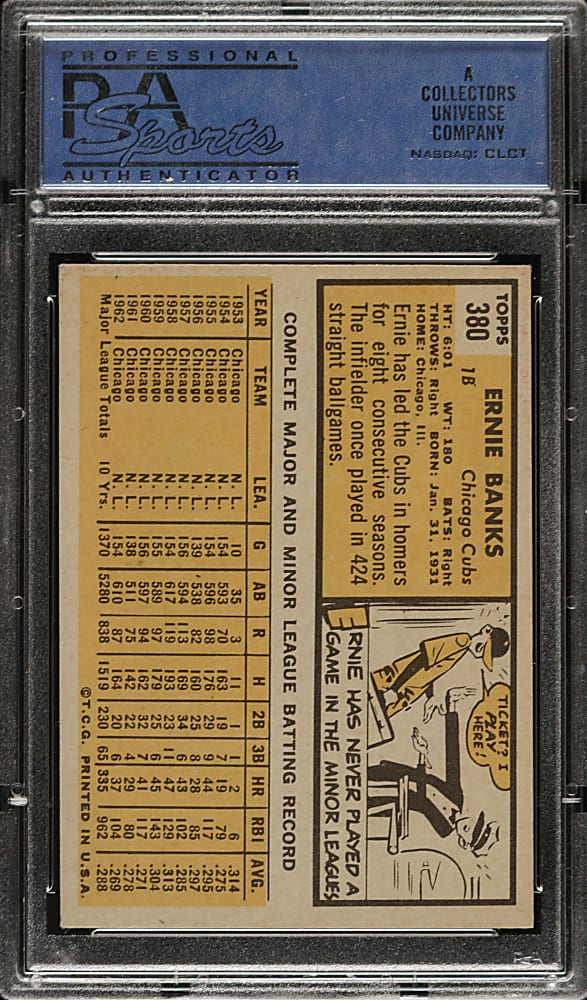 PROFESSIONAL
PSA
Sports
AUTHENTICATOR
A
COLLECTORS
UNIVERSE
COMPANY
NASDAQ: CLCT
TOPPS
380
ERNIE BANKS
1B Chicago Cubs
HT: 6:01 WT: 180 BATS: Right
THROWS: Right BORN: Jan. 31, 1931
HOME: Chicago, Ill.
Ernie has led the Cubs in homers
for eight consecutive seasons.
The infielder once played in 424
straight ballgames.
TICKET? I
PLAY
HERE!
ERNIE HAS NEVER PLAYED A
GAME IN THE MINOR LEAGUES
COMPLETE MAJOR AND MINOR LEAGUE BATTING RECORD
YEAR TEAM LEA. G AB R H 2B 3B HR RBI AVG.
1953 Chicago N. L. 10 35 3 11 1 1 2 6 .314
1954 Chicago N. L. 154 593 70 163 19 7 19 79 .275
1955 Chicago N. L. 154 596 98 176 29 9 44 117 .295
1956 Chicago N. L. 139 538 82 160 25 8 28 85 .297
1957 Chicago N. L. 156 594 113 169 34 6 43 102 .285
1958 Chicago N. L. 154 617 119 193 23 11 47 129 .313
1959 Chicago N. L. 155 589 97 179 25 6 45 143 .304
1960 Chicago N. L. 156 597 94 162 32 7 41 117 .271
1961 Chicago N. L. 138 511 75 142 22 4 29 80 .278
1962 Chicago N. L. 154 610 87 164 20 6 37 104 .269
Major League Totals 10 Yrs. 1370 5280 838 1519 230 65 335 962 .288
©T.C.G. PRINTED IN U.S.A.
PSA